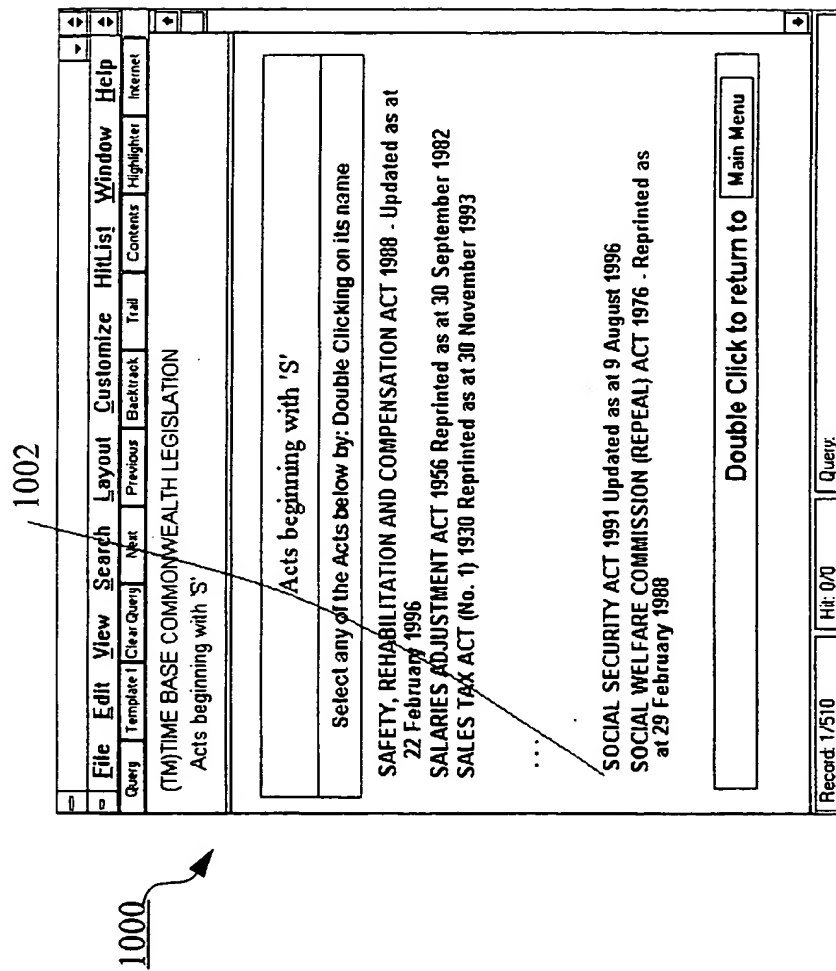 1002
1000
File Edit View Search Layout Customize HitList Window Help
Query Template 1 Clear Query Next Previous Backtrack Trail Contents Highlighter Internet
(TM)TIME BASE COMMONWEALTH LEGISLATION
Acts beginning with 'S'
Acts beginning with 'S'
Select any of the Acts below by: Double Clicking on its name
SAFETY, REHABILITATION AND COMPENSATION ACT 1988 - Updated as at
22 February 1996
SALARIES ADJUSTMENT ACT 1956 Reprinted as at 30 September 1982
SALES TAX ACT (No. 1) 1930 Reprinted as at 30 November 1993
....
SOCIAL SECURITY ACT 1991 Updated as at 9 August 1996
SOCIAL WELFARE COMMISSION (REPEAL) ACT 1976 - Reprinted as
at 29 February 1988
Double Click to return to Main Menu
Record: 1/510 Hit: 0/0 Query: